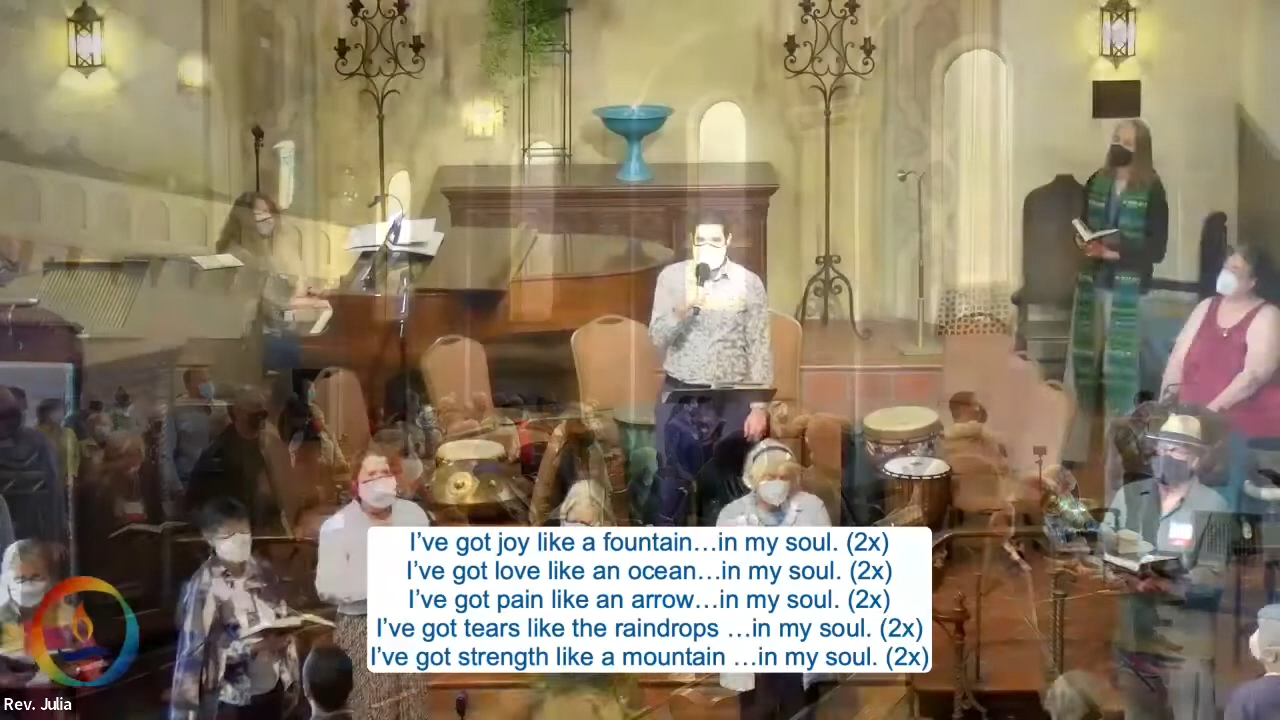 I’ve got joy like a fountain…in my soul. (2x)
I’ve got love like an ocean…in my soul. (2x)
I’ve got pain like an arrow…in my soul. (2x)
I’ve got tears like the raindrops …in my soul. (2x)
I’ve got strength like a mountain …in my soul. (2x)
Rev. Julia